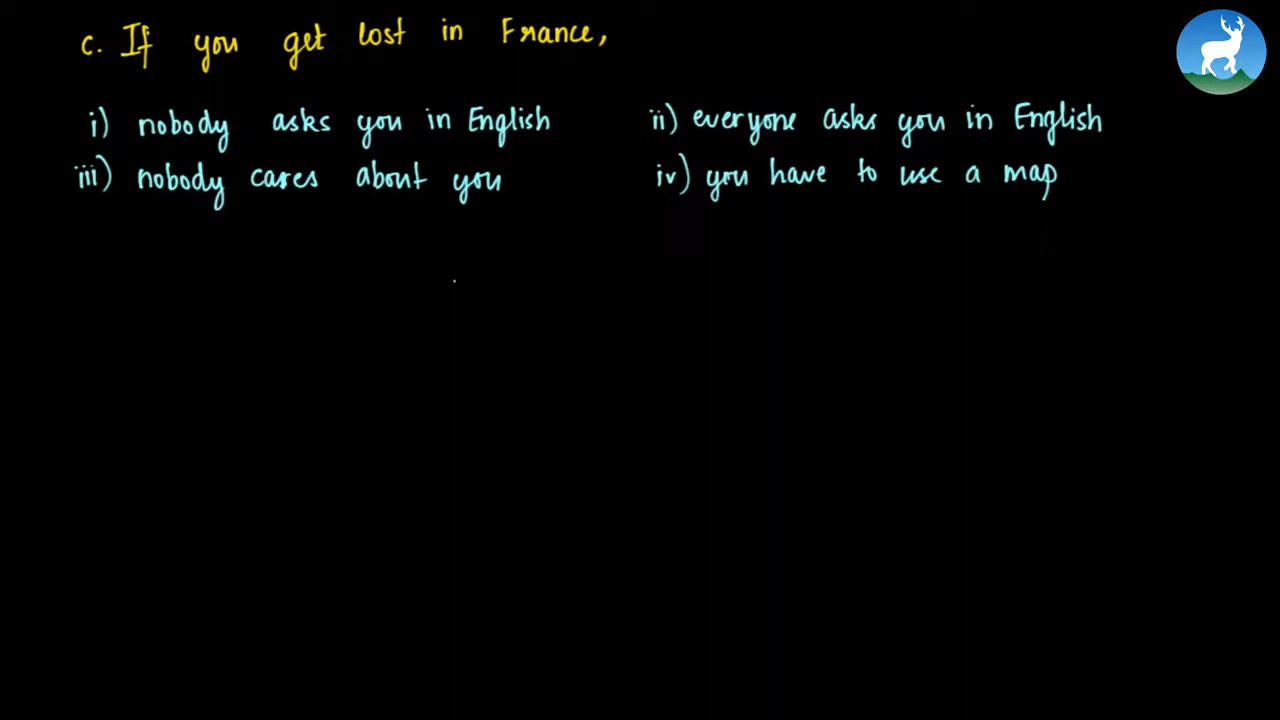 c. If you get lost in France,
i) nobody asks you in English ii) everyone asks you in English
iii) nobody cares about you iv) you have to use a map